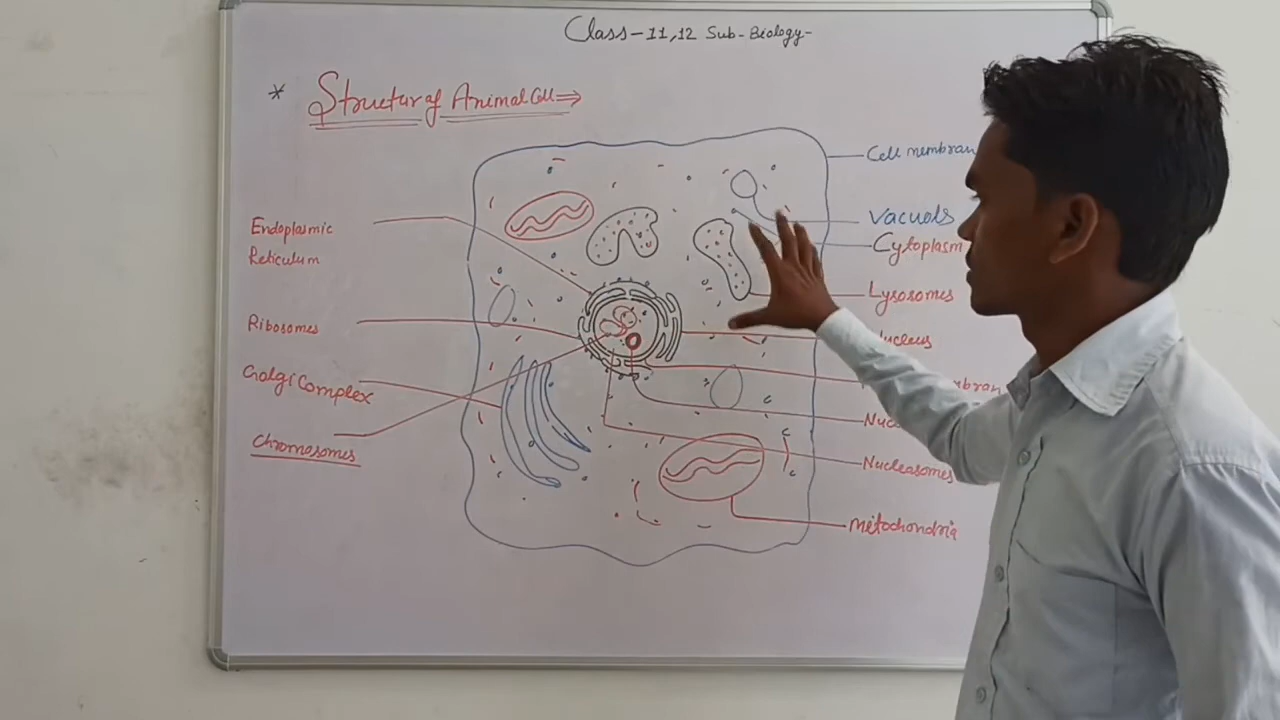 Class-11,12 Sub-Biology-
* Structur of Animal Cell ⇒
Endoplasmic
Reticulum
Ribosomes
Golgi Complex
Chromosomes
Cell membran
Vacuols
Cytoplasm
Lysosomes
Nucleasomes
Mitochondria